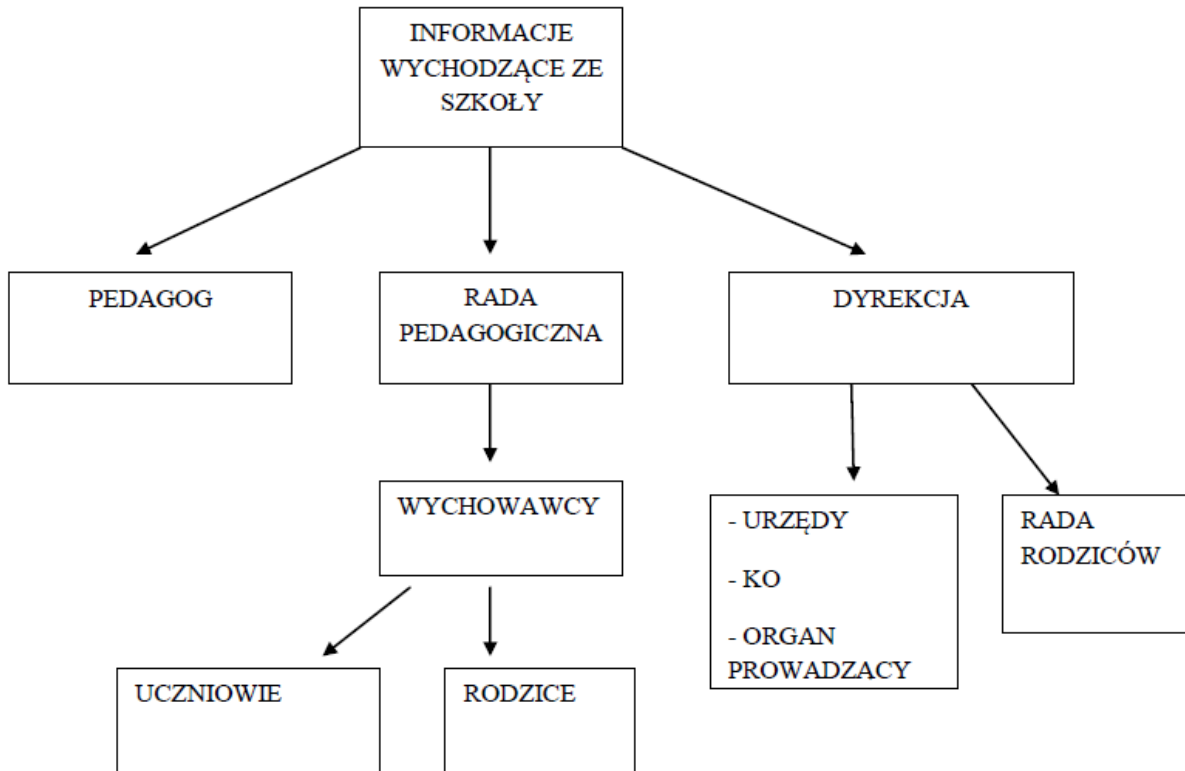 INFORMACJE
WYCHODZĄCE ZE
SZKOŁY
PEDAGOG
RADA
PEDAGOGICZNA
DYREKCJA
WYCHOWAWCY
- URZĘDY
- KO
- ORGAN
PROWADZACY
RADA
RODZICÓW
UCZNIOWIE
RODZICE